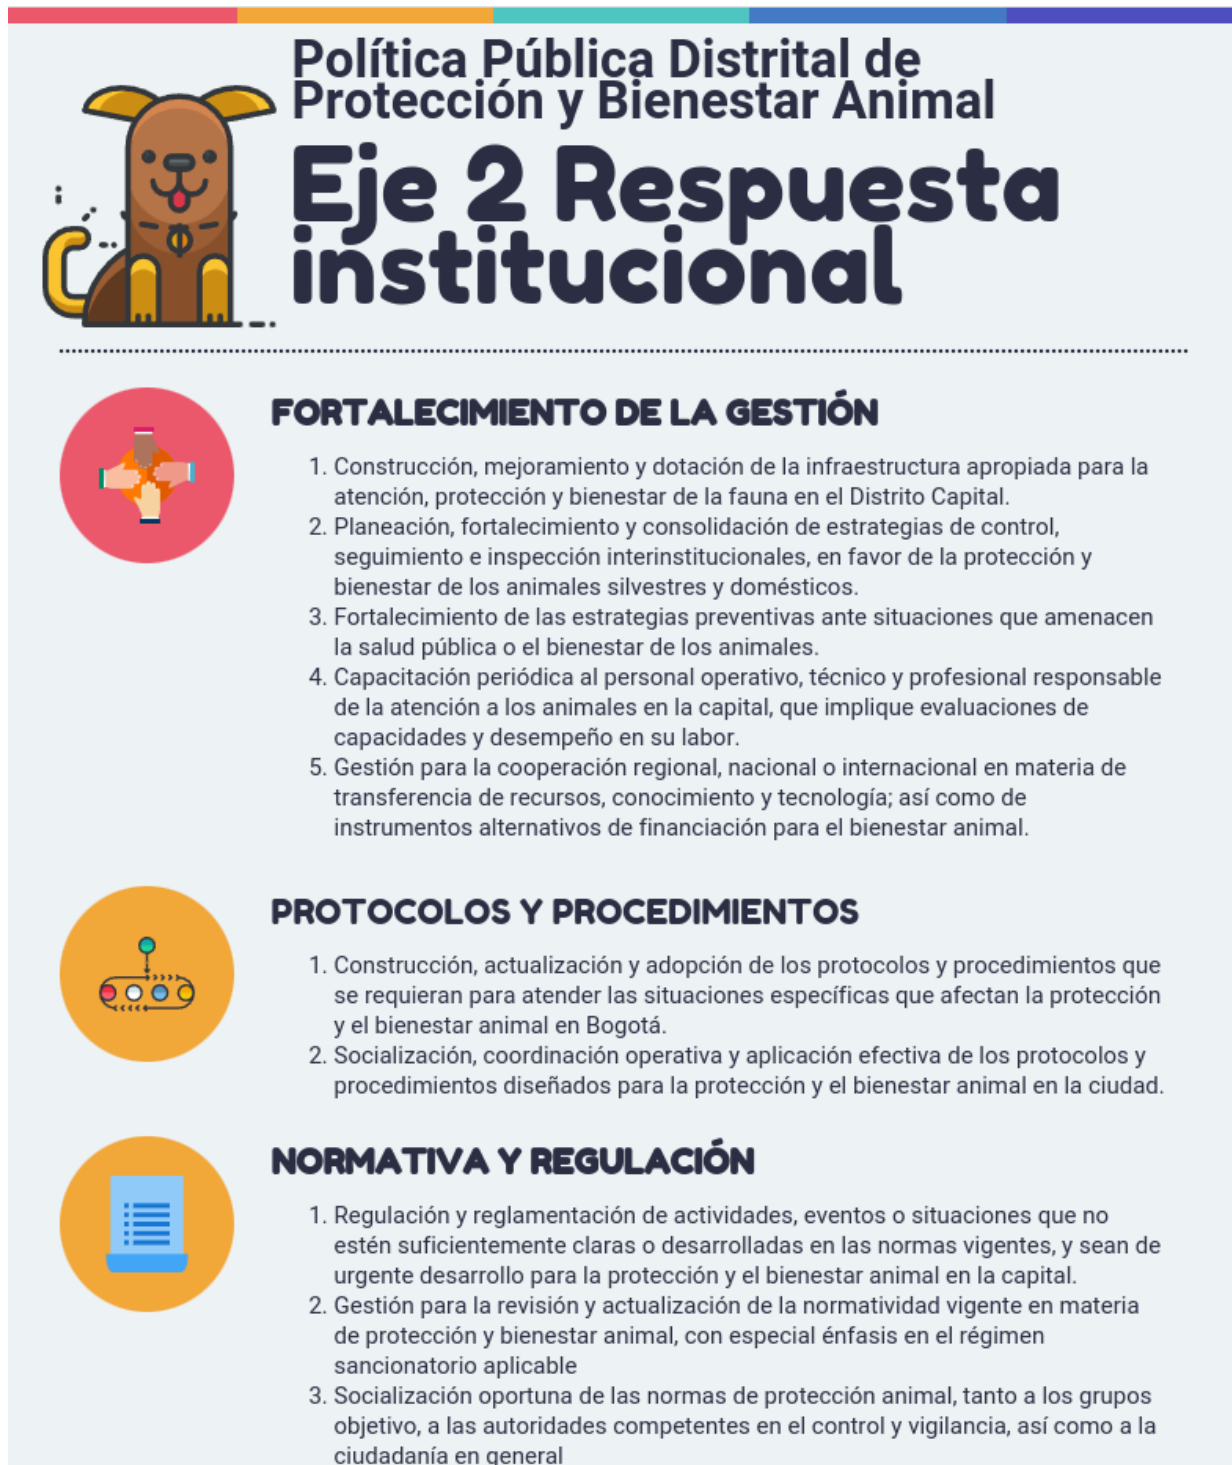 Política Pública Distrital de
Protección y Bienestar Animal
Eje 2 Respuesta
institucional
FORTALECIMIENTO DE LA GESTIÓN
1. Construcción, mejoramiento y dotación de la infraestructura apropiada para la
atención, protección y bienestar de la fauna en el Distrito Capital.
2. Planeación, fortalecimiento y consolidación de estrategias de control,
seguimiento e inspección interinstitucionales, en favor de la protección y
bienestar de los animales silvestres y domésticos.
3. Fortalecimiento de las estrategias preventivas ante situaciones que amenacen
la salud pública o el bienestar de los animales.
4. Capacitación periódica al personal operativo, técnico y profesional responsable
de la atención a los animales en la capital, que implique evaluaciones de
capacidades y desempeño en su labor.
5. Gestión para la cooperación regional, nacional o internacional en materia de
transferencia de recursos, conocimiento y tecnología; así como de
instrumentos alternativos de financiación para el bienestar animal.
PROTOCOLOS Y PROCEDIMIENTOS
1. Construcción, actualización y adopción de los protocolos y procedimientos que
se requieran para atender las situaciones específicas que afectan la protección
y el bienestar animal en Bogotá.
2. Socialización, coordinación operativa y aplicación efectiva de los protocolos y
procedimientos diseñados para la protección y el bienestar animal en la ciudad.
NORMATIVA Y REGULACIÓN
1. Regulación y reglamentación de actividades, eventos o situaciones que no
estén suficientemente claras o desarrolladas en las normas vigentes, y sean de
urgente desarrollo para la protección y el bienestar animal en la capital.
2. Gestión para la revisión y actualización de la normatividad vigente en materia
de protección y bienestar animal, con especial énfasis en el régimen
sancionatorio aplicable
3. Socialización oportuna de las normas de protección animal, tanto a los grupos
objetivo, a las autoridades competentes en el control y vigilancia, así como a la
ciudadanía en general